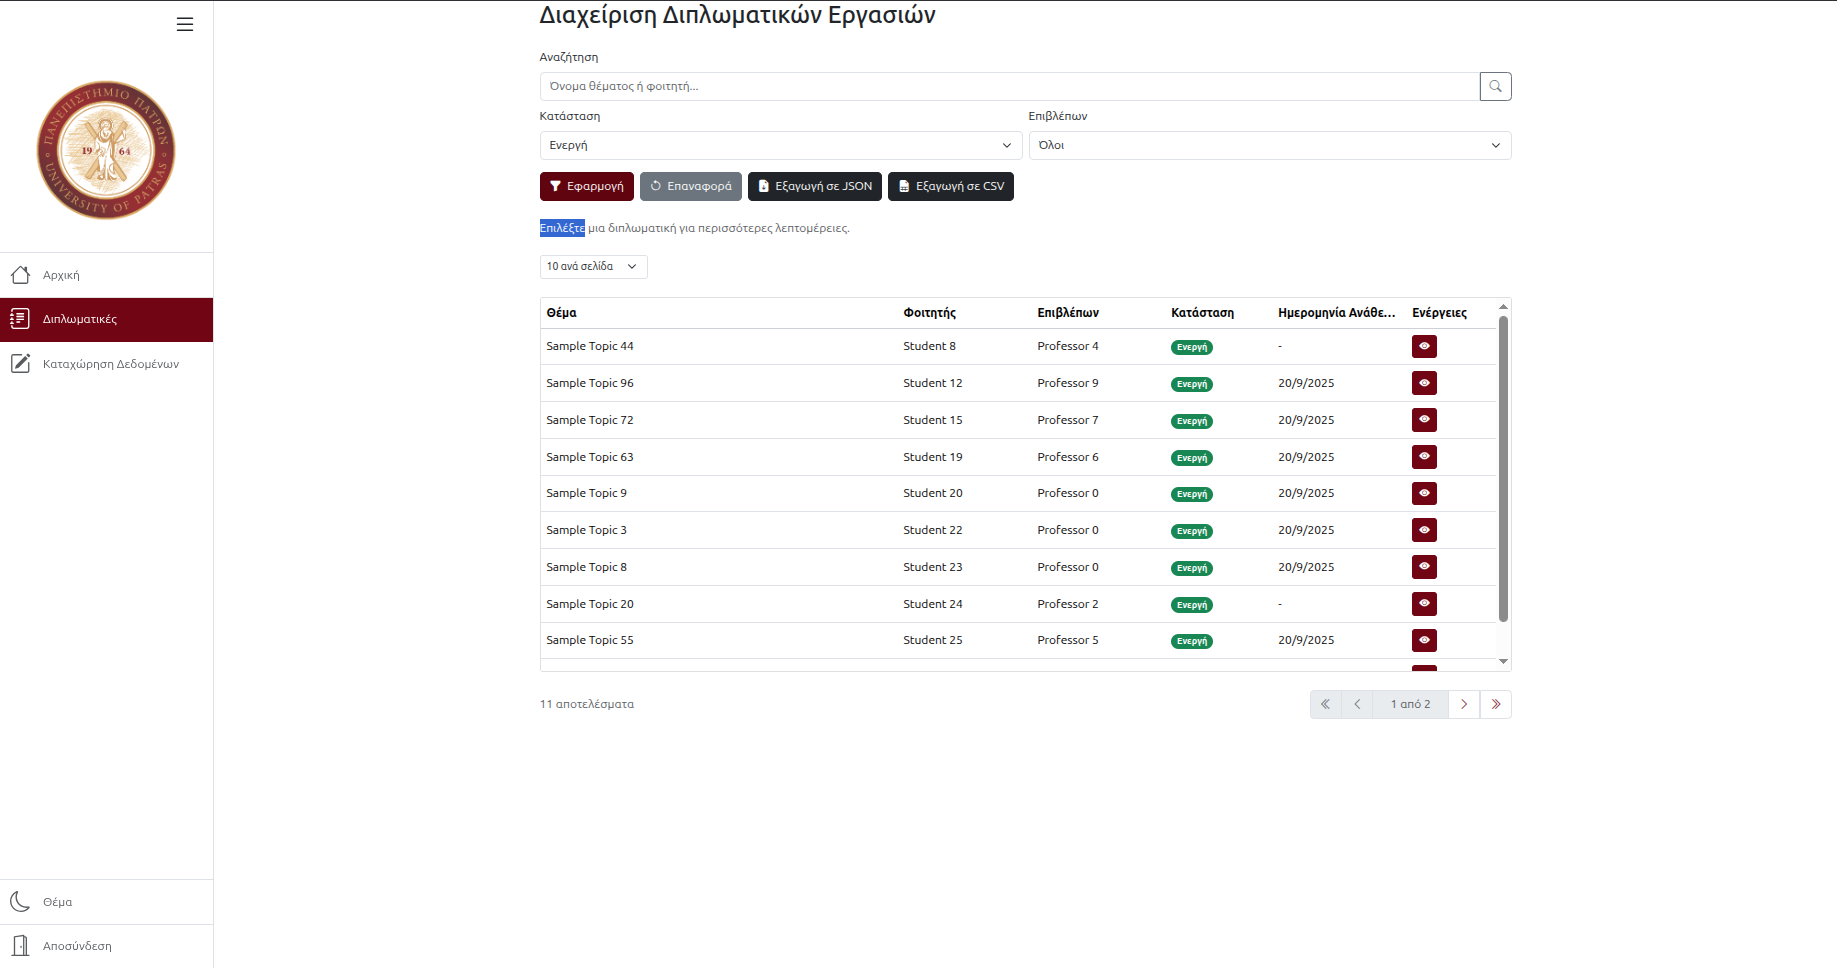 Διαχείριση Διπλωματικών Εργασιών
ΠΑΝΕΠΙΣΤΗΜΙΟ ΠΑΤΡΩΝ
19 64
UNIVERSITY OF PATRAS
Αρχική
Διπλωματικές
Καταχώρηση Δεδομένων
Θέμα
Αποσύνδεση
Αναζήτηση
Όνομα θέματος ή φοιτητή...
Κατάσταση Επιβλέπων
Ενεργή Όλοι
Εφαρμογή Επαναφορά Εξαγωγή σε JSON Εξαγωγή σε CSV
Επιλέξτε μια διπλωματική για περισσότερες λεπτομέρειες.
10 ανά σελίδα
Θέμα Φοιτητής Επιβλέπων Κατάσταση Ημερομηνία Ανάθε... Ενέργειες
Sample Topic 44 Student 8 Professor 4 Ενεργή -
Sample Topic 96 Student 12 Professor 9 Ενεργή 20/9/2025
Sample Topic 72 Student 15 Professor 7 Ενεργή 20/9/2025
Sample Topic 63 Student 19 Professor 6 Ενεργή 20/9/2025
Sample Topic 9 Student 20 Professor 0 Ενεργή 20/9/2025
Sample Topic 3 Student 22 Professor 0 Ενεργή 20/9/2025
Sample Topic 8 Student 23 Professor 0 Ενεργή 20/9/2025
Sample Topic 20 Student 24 Professor 2 Ενεργή -
Sample Topic 55 Student 25 Professor 5 Ενεργή 20/9/2025
11 αποτελέσματα 1 από 2